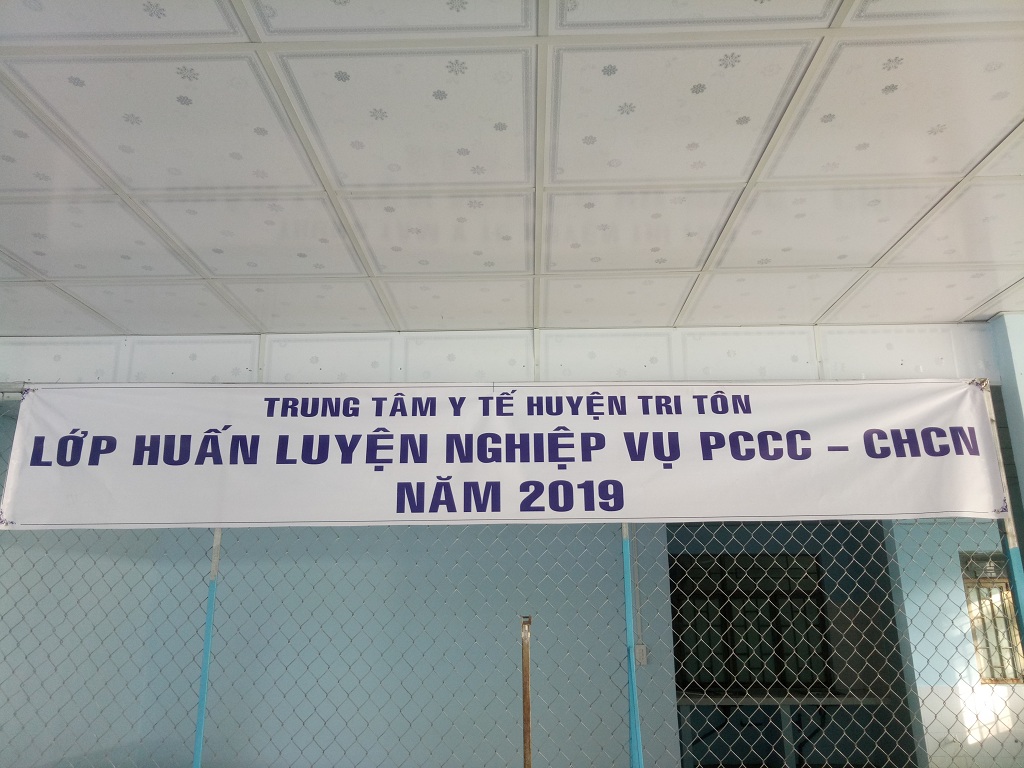 TRUNG TÂM Y TẾ HUYỆN TRI TÔN
LỚP HUẤN LUYỆN NGHIỆP VỤ PCCC – CHCN
NĂM 2019